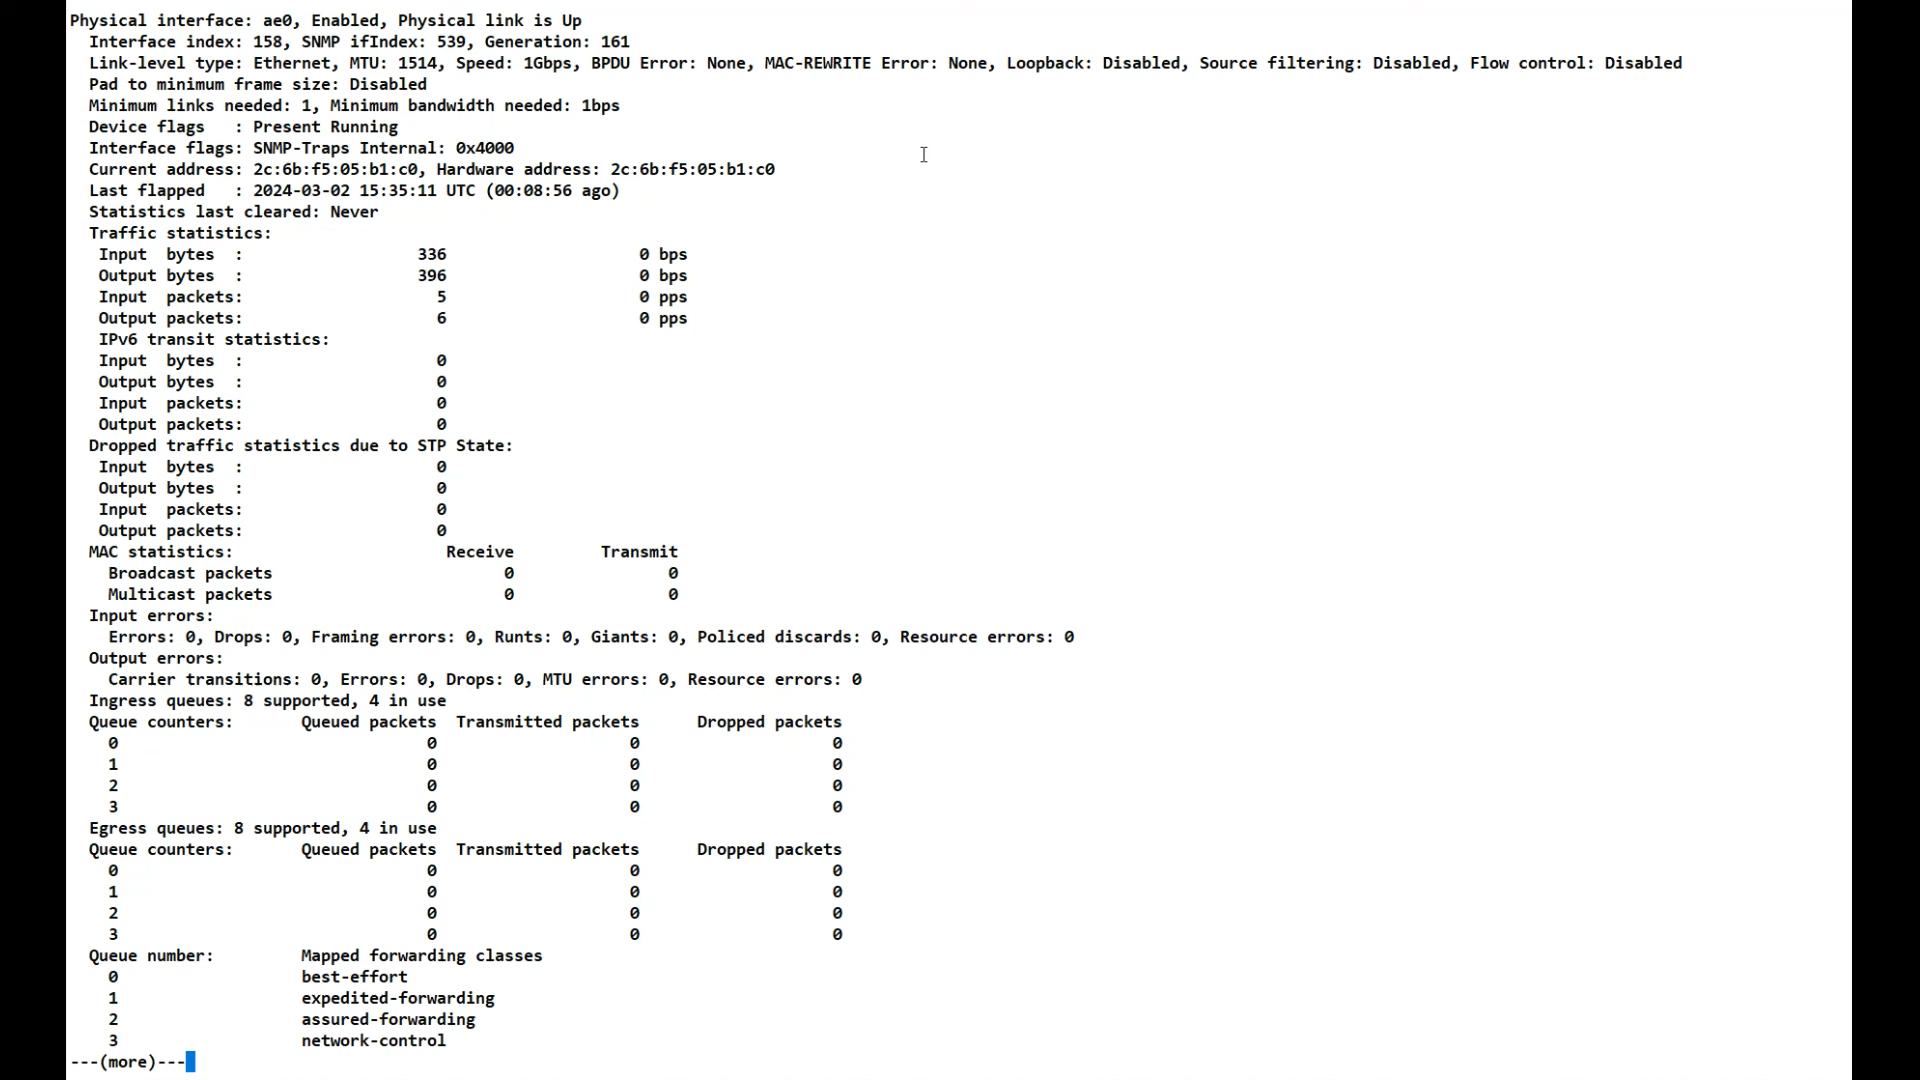 Physical interface: ae0, Enabled, Physical link is Up
Interface index: 158, SNMP ifIndex: 539, Generation: 161
Link-level type: Ethernet, MTU: 1514, Speed: 1Gbps, BPDU Error: None, MAC-REWRITE Error: None, Loopback: Disabled, Source filtering: Disabled, Flow control: Disabled
Pad to minimum frame size: Disabled
Minimum links needed: 1, Minimum bandwidth needed: 1bps
Device flags   : Present Running
Interface flags: SNMP-Traps Internal: 0x4000
Current address: 2c:6b:f5:05:b1:c0, Hardware address: 2c:6b:f5:05:b1:c0
Last flapped   : 2024-03-02 15:35:11 UTC (00:08:56 ago)
Statistics last cleared: Never
Traffic statistics:
Input  bytes  :                  336                    0 bps
Output bytes  :                  396                    0 bps
Input  packets:                    5                    0 pps
Output packets:                    6                    0 pps
IPv6 transit statistics:
Input  bytes  :                    0
Output bytes  :                    0
Input  packets:                    0
Output packets:                    0
Dropped traffic statistics due to STP State:
Input  bytes  :                    0
Output bytes  :                    0
Input  packets:                    0
Output packets:                    0
MAC statistics:                      Receive         Transmit
Broadcast packets                        0                0
Multicast packets                        0                0
Input errors:
Errors: 0, Drops: 0, Framing errors: 0, Runts: 0, Giants: 0, Policed discards: 0, Resource errors: 0
Output errors:
Carrier transitions: 0, Errors: 0, Drops: 0, MTU errors: 0, Resource errors: 0
Ingress queues: 8 supported, 4 in use
Queue counters:       Queued packets  Transmitted packets      Dropped packets
0                                0                    0                    0
1                                0                    0                    0
2                                0                    0                    0
3                                0                    0                    0
Egress queues: 8 supported, 4 in use
Queue counters:       Queued packets  Transmitted packets      Dropped packets
0                                0                    0                    0
1                                0                    0                    0
2                                0                    0                    0
3                                0                    0                    0
Queue number:         Mapped forwarding classes
0                   best-effort
1                   expedited-forwarding
2                   assured-forwarding
3                   network-control
---(more)---